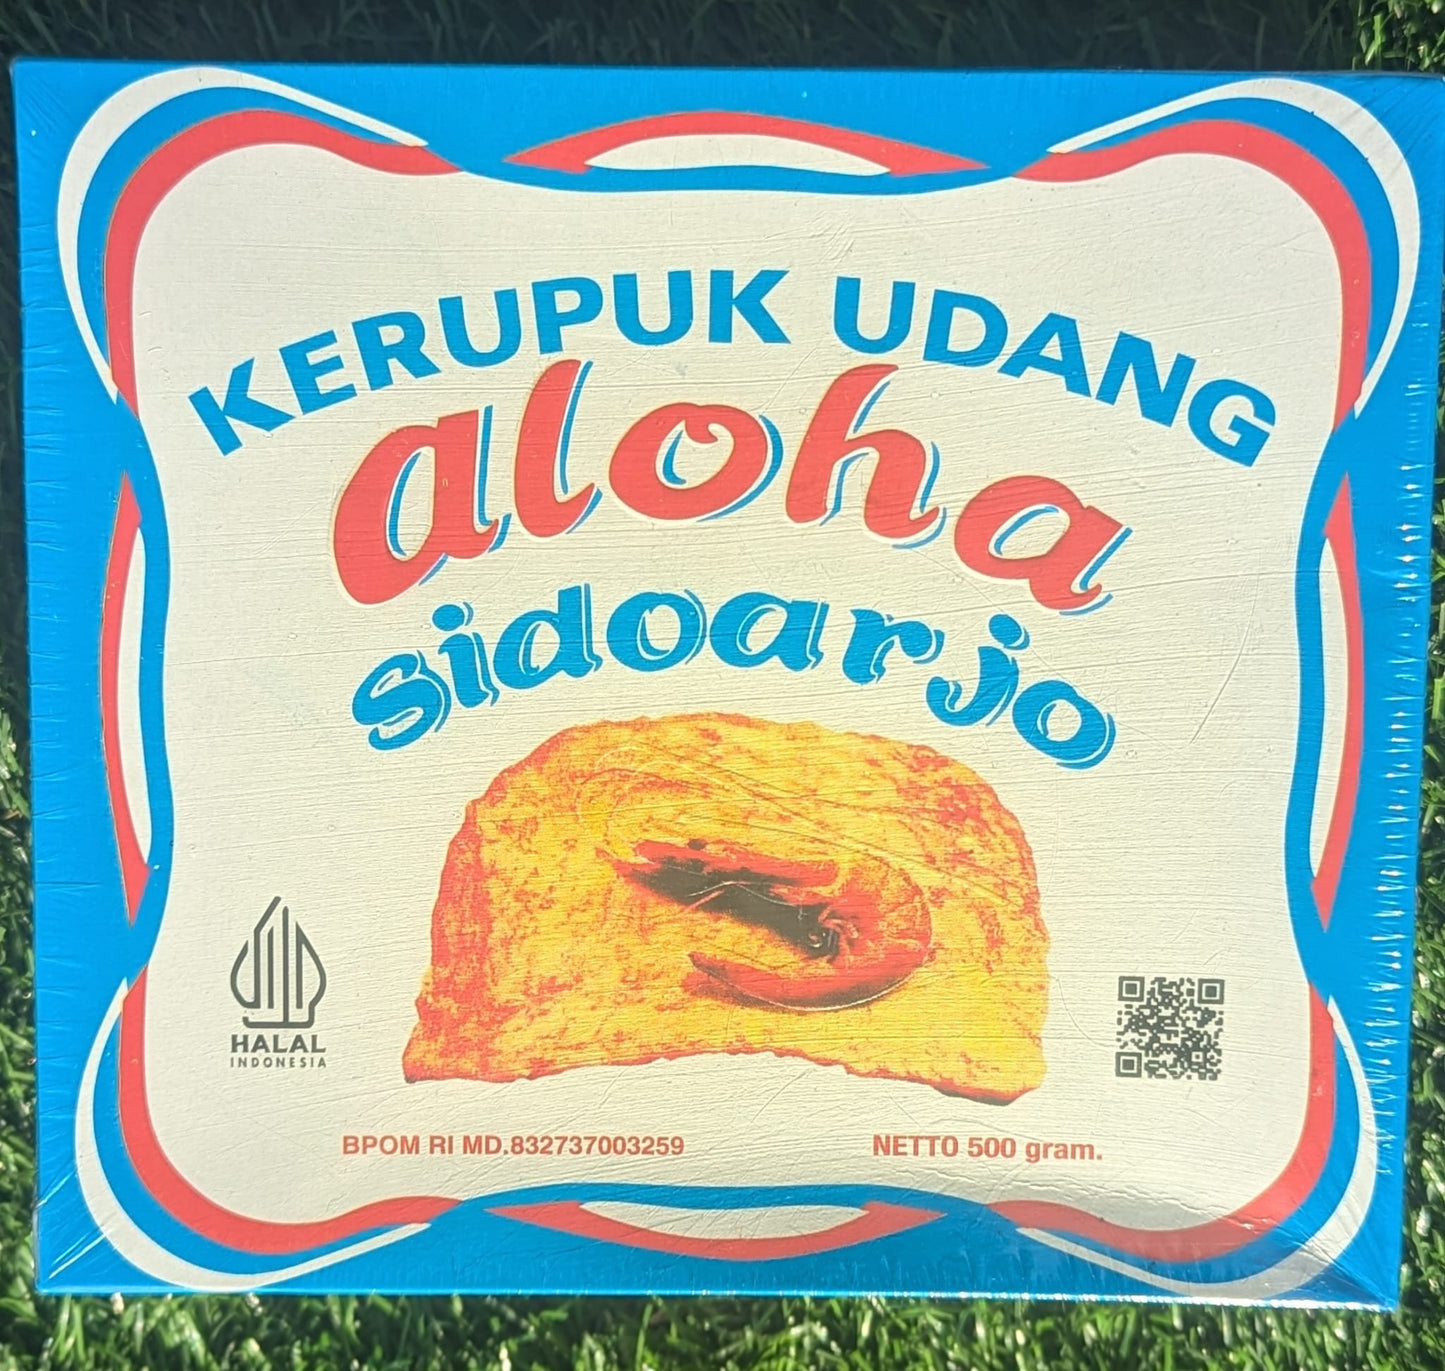 KERUPUK UDANG
aloha
sidoarjo
HALAL
INDONESIA
BPOM RI MD.832737003259
NETTO 500 gram.